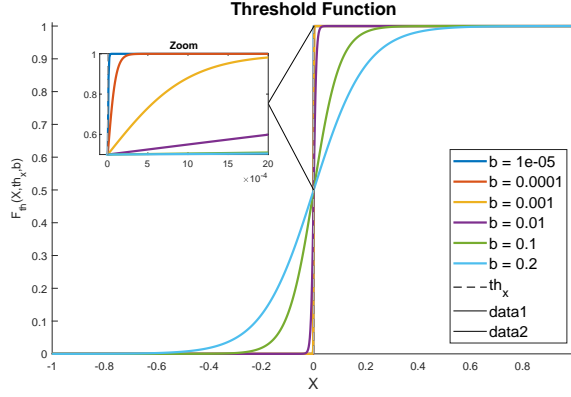 Threshold Function
Zoom
1
0.8
0.6
0
5
10
15
20
×10⁻⁴
1
0.9
0.8
0.7
0.6
0.5
0.4
0.3
0.2
0.1
0
F_th(X,th_x,b)
-1
-0.8
-0.6
-0.4
-0.2
0
0.2
0.4
0.6
0.8
X
b = 1e-05
b = 0.0001
b = 0.001
b = 0.01
b = 0.1
b = 0.2
th_x
data1
data2